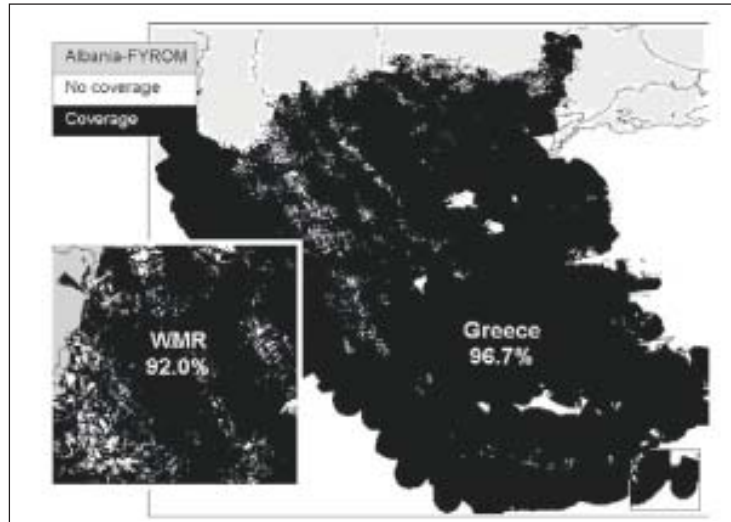 Albania-FYROM
No coverage
Coverage
WMR
92.0%
Greece
96.7%